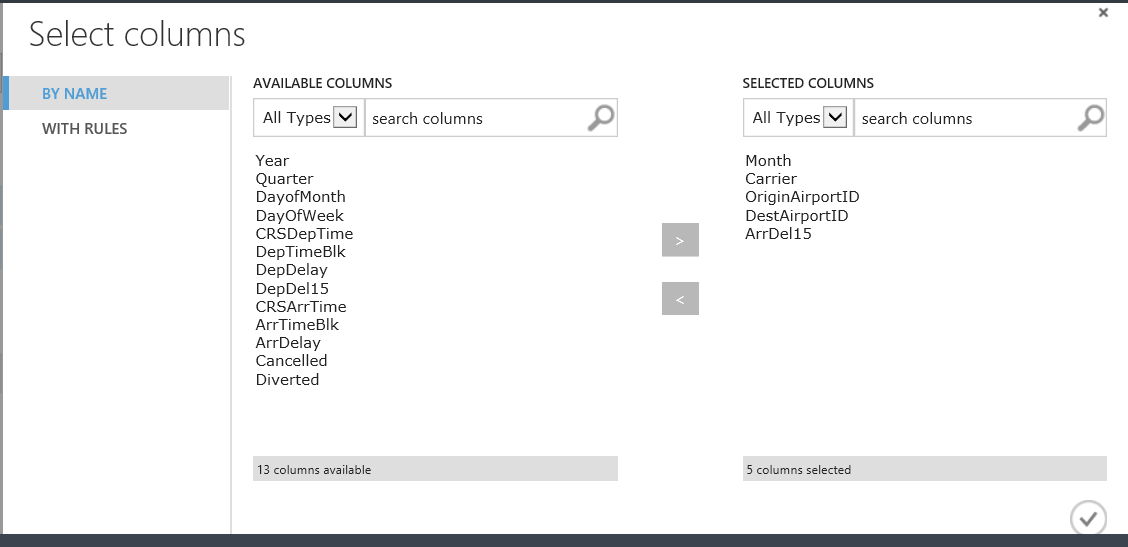 Select columns
BY NAME
WITH RULES
AVAILABLE COLUMNS
All Types
search columns
Year
Quarter
DayofMonth
DayOfWeek
CRSDepTime
DepTimeBlk
DepDelay
DepDel15
CRSArrTime
ArrTimeBlk
ArrDelay
Cancelled
Diverted
13 columns available
>
<
SELECTED COLUMNS
All Types
search columns
Month
Carrier
OriginAirportID
DestAirportID
ArrDel15
5 columns selected